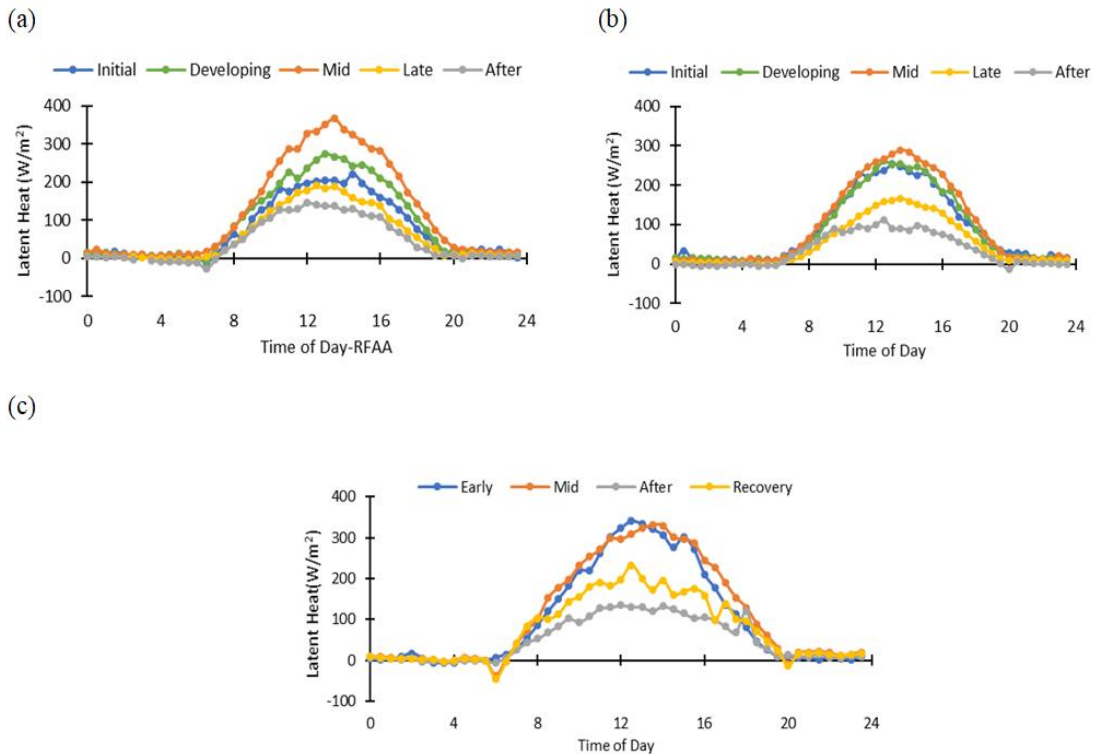 (a)
Initial Developing Mid Late After
Latent Heat (W/m²)
400
300
200
100
0
-100
0 4 8 12 16 20 24
Time of Day-RFAA
(b)
Initial Developing Mid Late After
Latent Heat (W/m²)
400
300
200
100
0
-100
0 4 8 12 16 20 24
Time of Day
(c)
Early Mid After Recovery
Latent Heat(W/m²)
400
300
200
100
0
-100
0 4 8 12 16 20 24
Time of Day